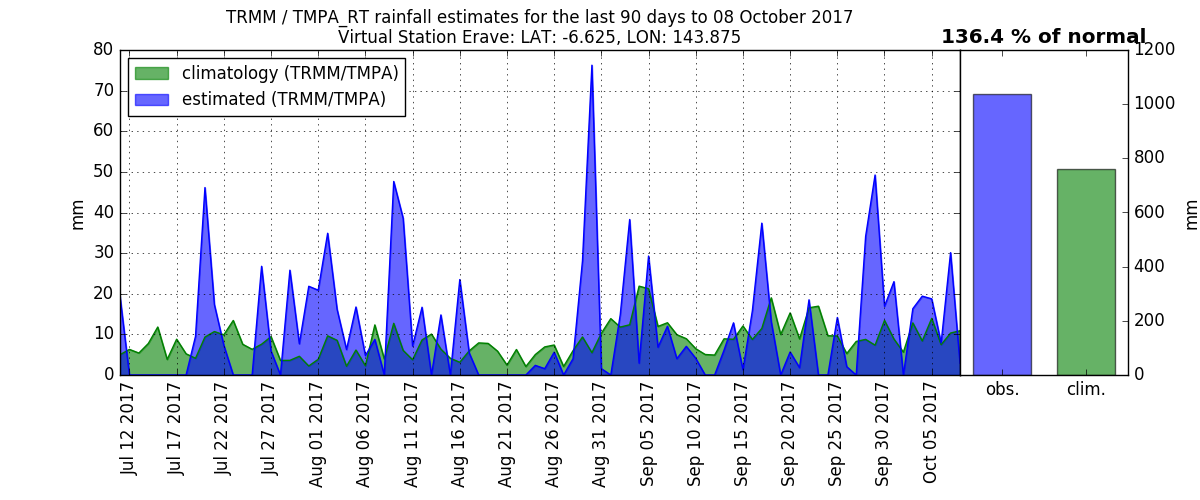 TRMM / TMPA_RT rainfall estimates for the last 90 days to 08 October 2017
Virtual Station Erave: LAT: -6.625, LON: 143.875
136.4 % of normal
climatology (TRMM/TMPA)
estimated (TRMM/TMPA)
mm
80
70
60
50
40
30
20
10
0
Jul 12 2017
Jul 17 2017
Jul 22 2017
Jul 27 2017
Aug 01 2017
Aug 06 2017
Aug 11 2017
Aug 16 2017
Aug 21 2017
Aug 26 2017
Aug 31 2017
Sep 05 2017
Sep 10 2017
Sep 15 2017
Sep 20 2017
Sep 25 2017
Sep 30 2017
Oct 05 2017
obs.
clim.
1200
1000
800
600
400
200
0
mm